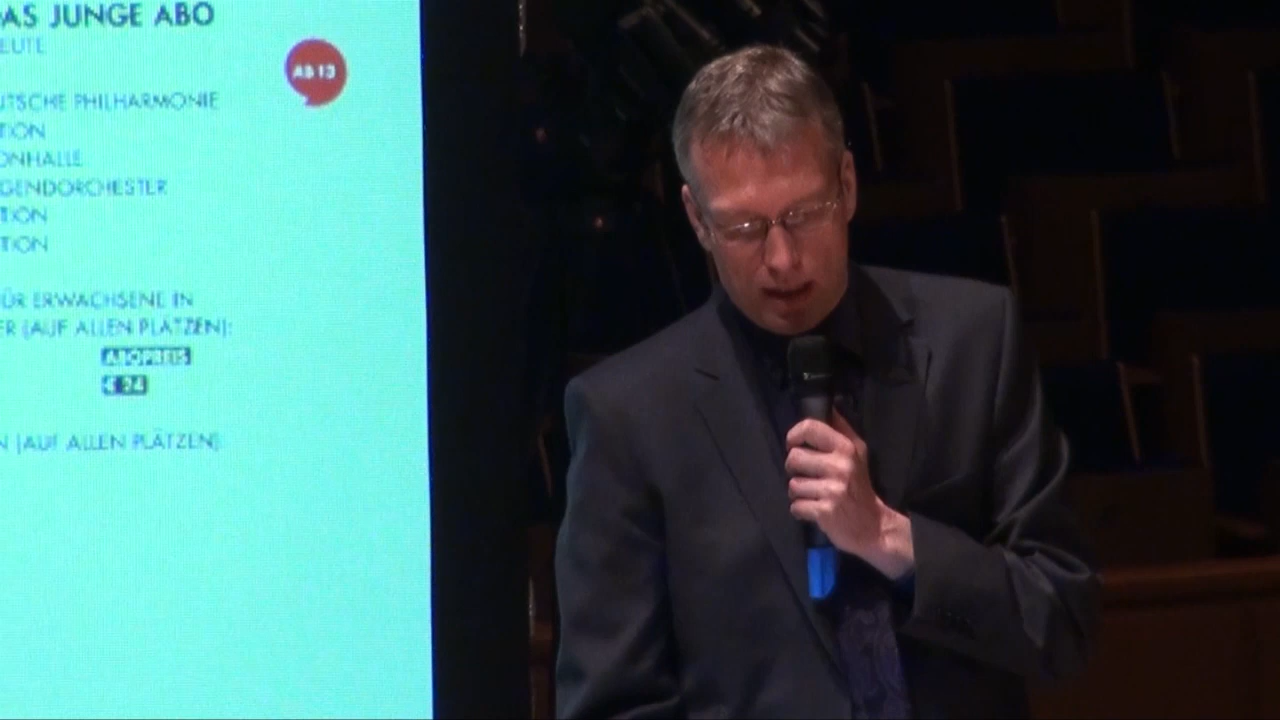 DAS JUNGE ABO
EUTE
AB 13
UTSCHE PHILHARMONIE
TION
ONHALLE
GENDORCHESTER
TION
TION
ÜR ERWACHSENE IN
ER (AUF ALLEN PLÄTZEN):
ABOPREIS
€ 24
N (AUF ALLEN PLÄTZEN)